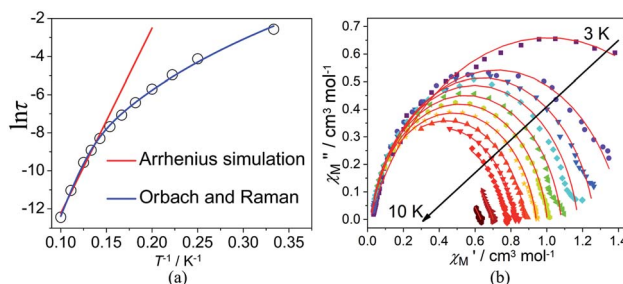 (a)
-2
-4
-6
-8
-10
-12
lnτ
Arrhenius simulation
Orbach and Raman
0.10 0.15 0.20 0.25 0.30 0.35
T⁻¹ / K⁻¹
(a)
(b)
0.7
0.6
0.5
0.4
0.3
0.2
0.1
0.0
χM'' / cm³ mol⁻¹
3 K
10 K
0.0 0.2 0.4 0.6 0.8 1.0 1.2 1.4
χM' / cm³ mol⁻¹
(b)